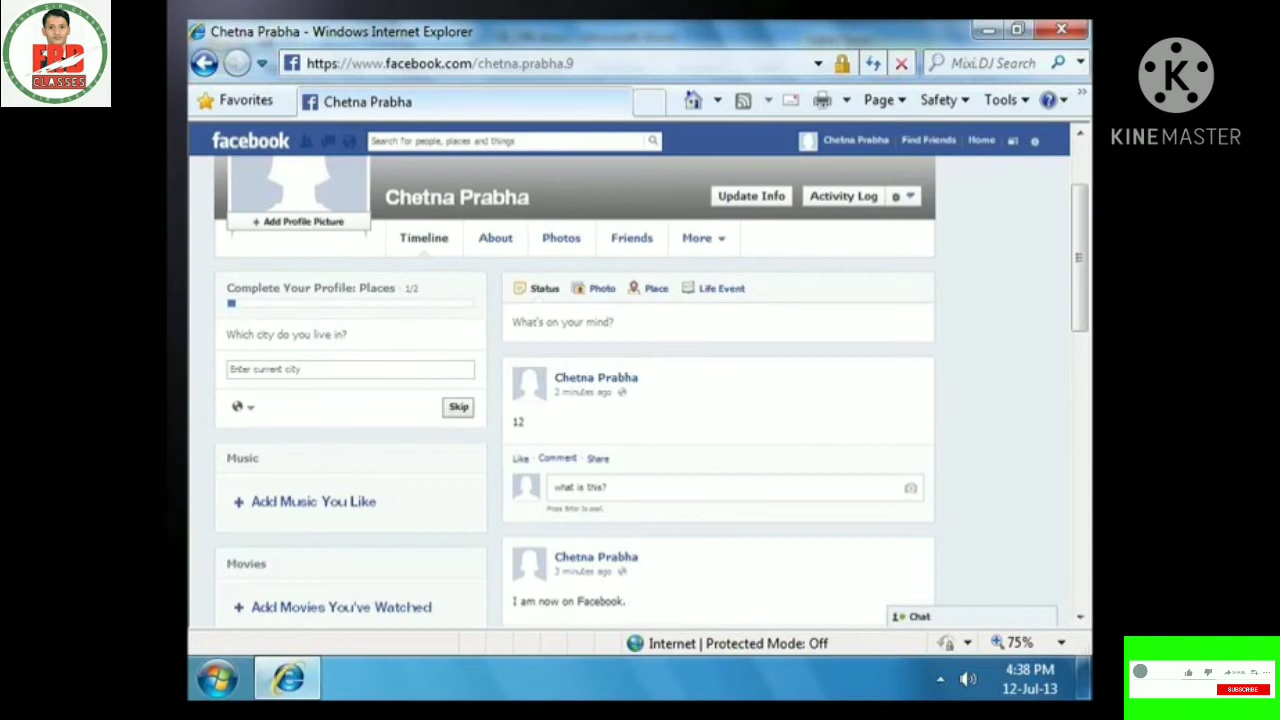 Chetna Prabha - Windows Internet Explorer
https://www.facebook.com/chetna.prabha.9
Mixi.DJ Search
Favorites
Chetna Prabha
Page
Safety
Tools
facebook
Search for people, places and things
Chetna Prabha
Find Friends
Home
Chetna Prabha
Update Info
Activity Log
+ Add Profile Picture
Timeline
About
Photos
Friends
More
Complete Your Profile: Places · 1/2
Which city do you live in?
Enter current city
Skip
Music
+ Add Music You Like
Movies
+ Add Movies You've Watched
Status
Photo
Place
Life Event
What's on your mind?
Chetna Prabha
2 minutes ago
12
Like · Comment · Share
what is this?
Press Enter to post.
Chetna Prabha
3 minutes ago
I am now on Facebook.
Chat
Internet | Protected Mode: Off
75%
4:38 PM
12-Jul-13
K
KINEMASTER
CLASSES
SHARE
SUBSCRIBE